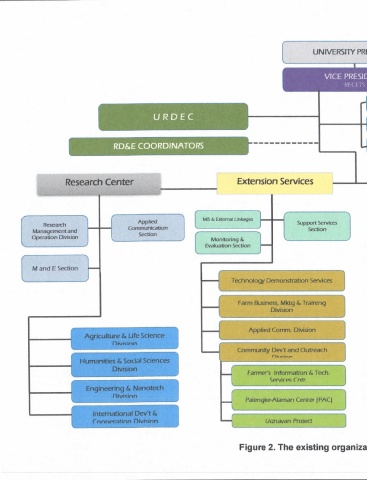 UNIVERSITY PRE
VICE PRESID
RECETS
U R D E C
RD&E COORDINATORS
Research Center
Extension Services
Research
Management and
Operation Division
Applied
Communication
Section
MS & External Linkages
Support Services
Section
Monitoring &
Evaluation Section
M and E Section
Technology Demonstration Services
Farm Business, Mktg & Training
Division
Applied Comm. Division
Community Dev't and Outreach
Division
Agriculture & Life Science
Division
Humanities & Social Sciences
Division
Engineering & Nanotech
Division
International Dev't &
Cooperation Division
Farmer's Information & Tech.
Services Cntr.
Palengke-Alaman Center (PAC)
Ugnayan Project
Figure 2. The existing organiza